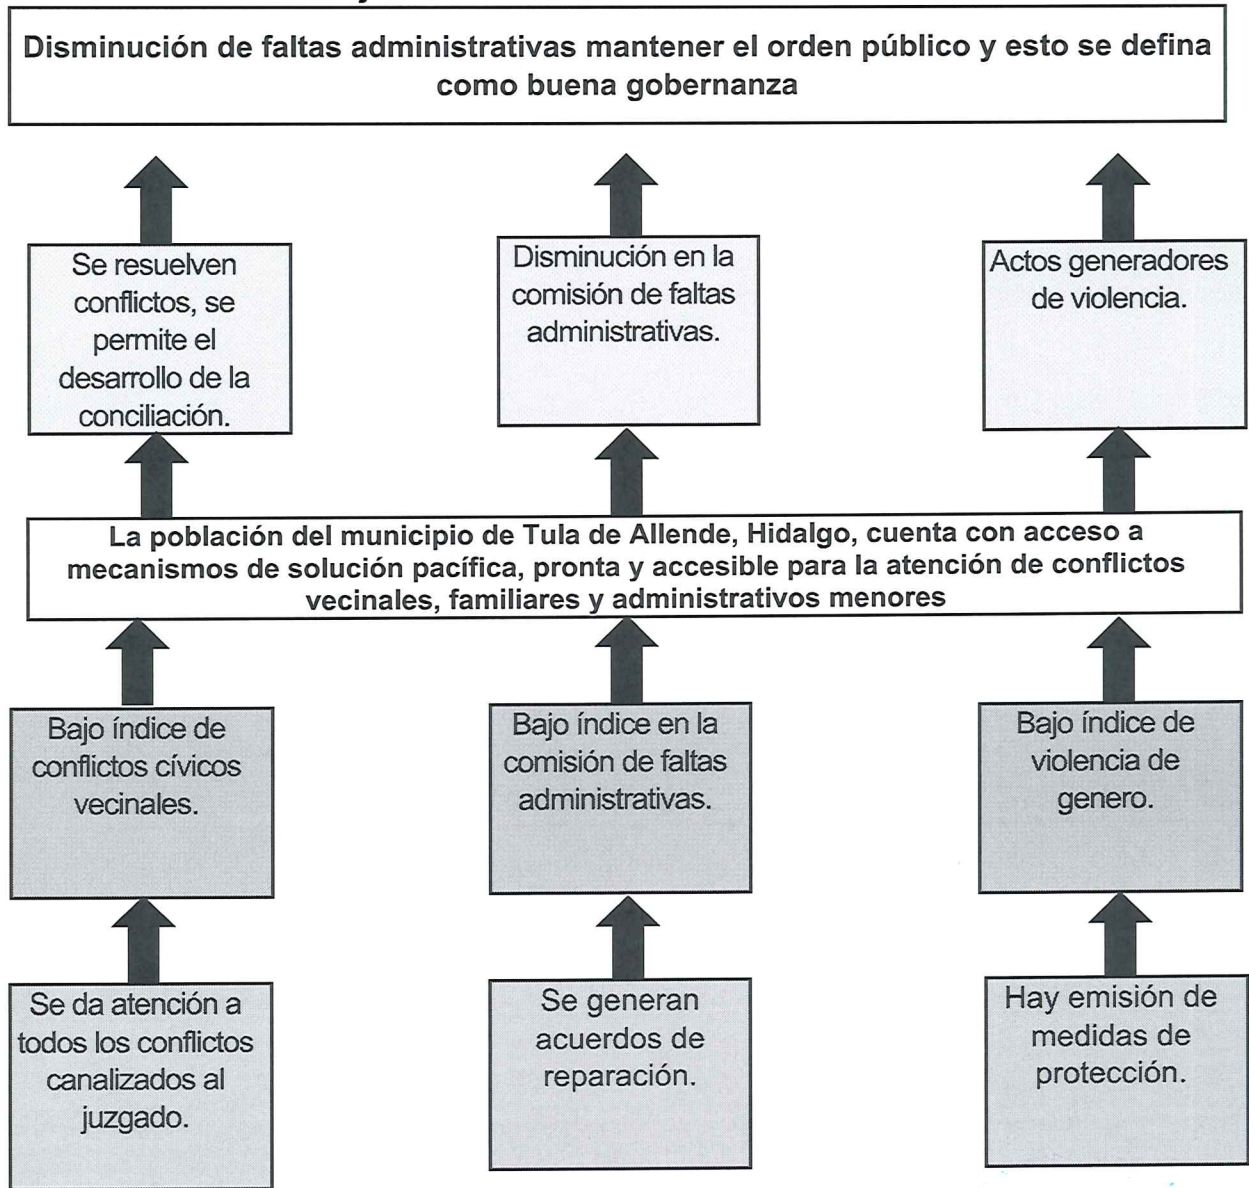 Disminución de faltas administrativas mantener el orden público y esto se defina
como buena gobernanza
Se resuelven
conflictos, se
permite el
desarrollo de la
conciliación.
Disminución en la
comisión de faltas
administrativas.
Actos generadores
de violencia.
La población del municipio de Tula de Allende, Hidalgo, cuenta con acceso a
mecanismos de solución pacífica, pronta y accesible para la atención de conflictos
vecinales, familiares y administrativos menores
Bajo índice de
conflictos cívicos
vecinales.
Bajo índice en la
comisión de faltas
administrativas.
Bajo índice de
violencia de
genero.
Se da atención a
todos los conflictos
canalizados al
juzgado.
Se generan
acuerdos de
reparación.
Hay emisión de
medidas de
protección.